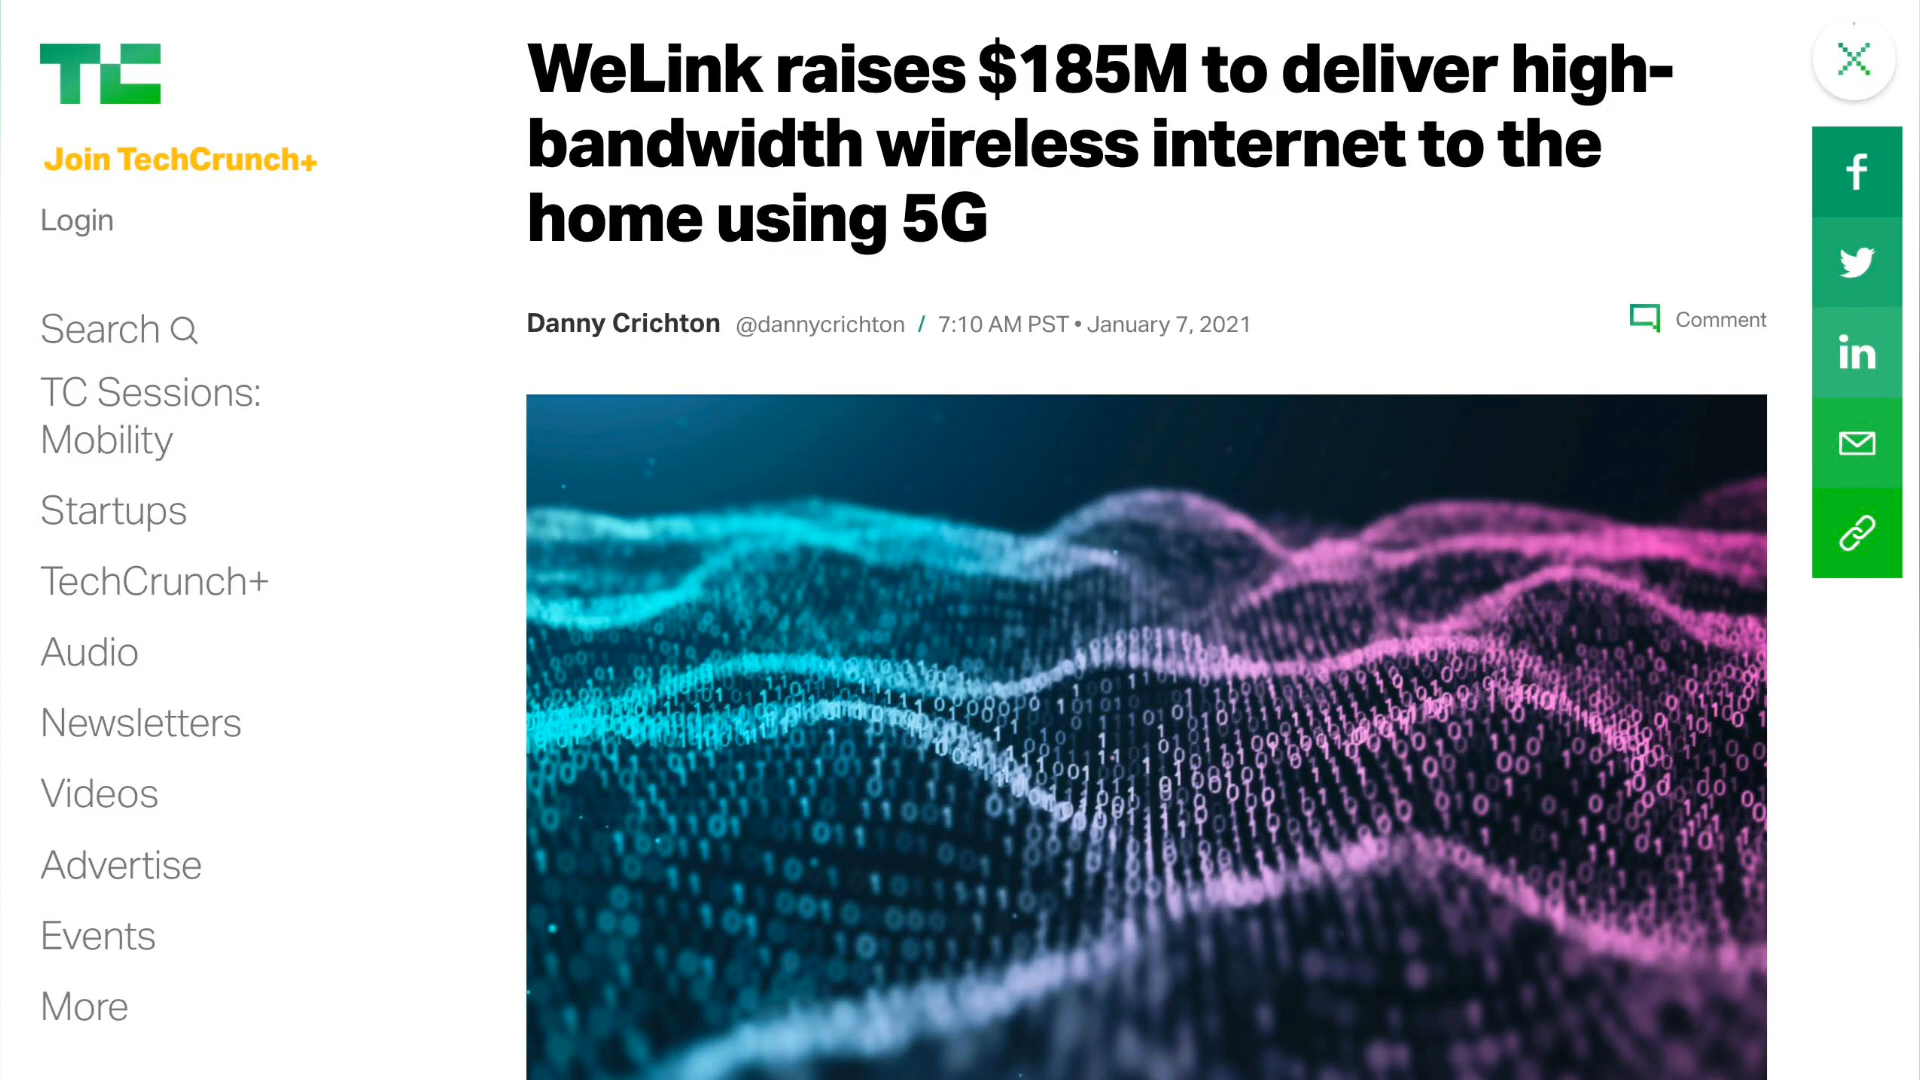 TC
Join TechCrunch+
Login
Search
TC Sessions:
Mobility
Startups
TechCrunch+
Audio
Newsletters
Videos
Advertise
Events
More
WeLink raises $185M to deliver high-
bandwidth wireless internet to the
home using 5G
Danny Crichton @dannycrichton / 7:10 AM PST • January 7, 2021
Comment
f
in